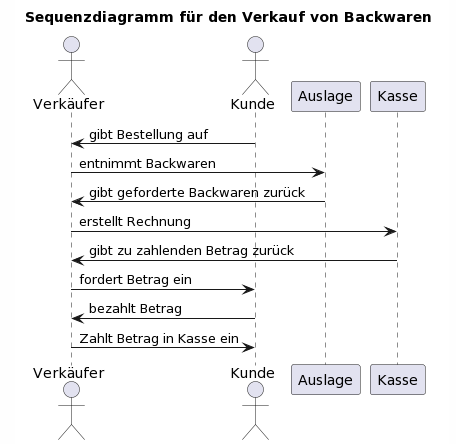 Sequenzdiagramm für den Verkauf von Backwaren
Verkäufer Kunde Auslage Kasse
gibt Bestellung auf
entnimmt Backwaren
gibt geforderte Backwaren zurück
erstellt Rechnung
gibt zu zahlenden Betrag zurück
fordert Betrag ein
bezahlt Betrag
Zahlt Betrag in Kasse ein
Verkäufer Kunde Auslage Kasse